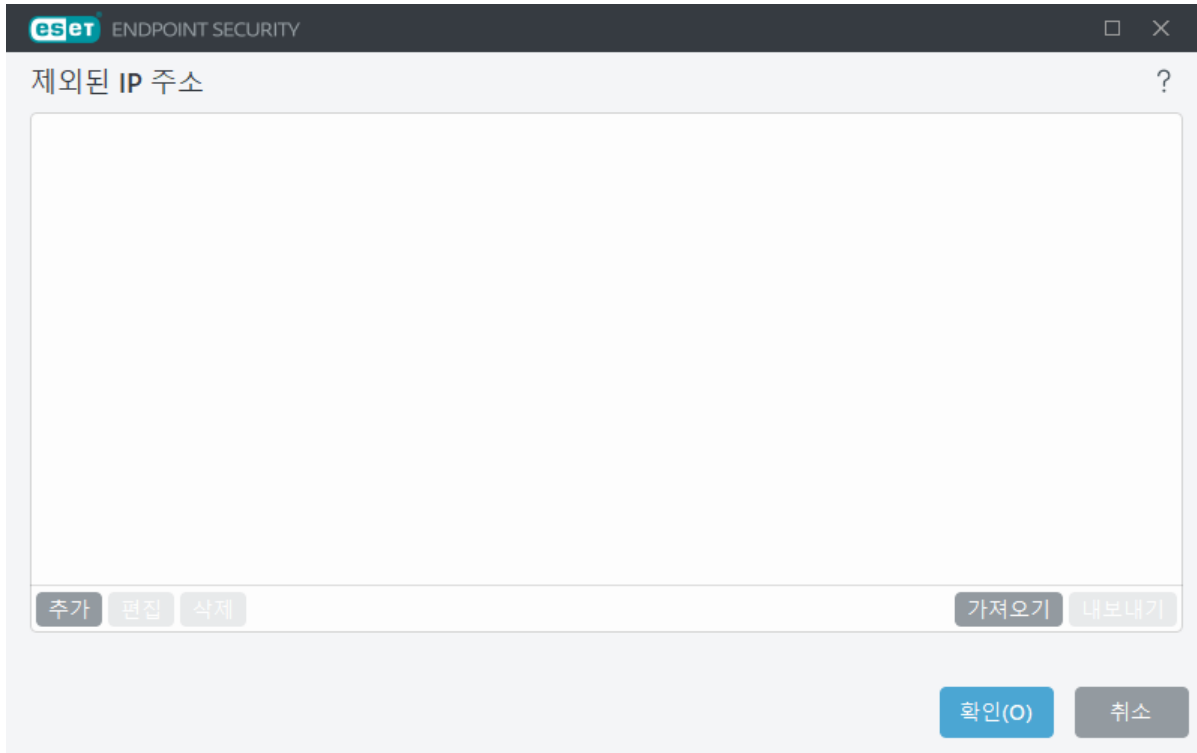 eset ENDPOINT SECURITY
제외된 IP 주소
?
추가 편집 삭제 가져오기 내보내기
확인(O) 취소